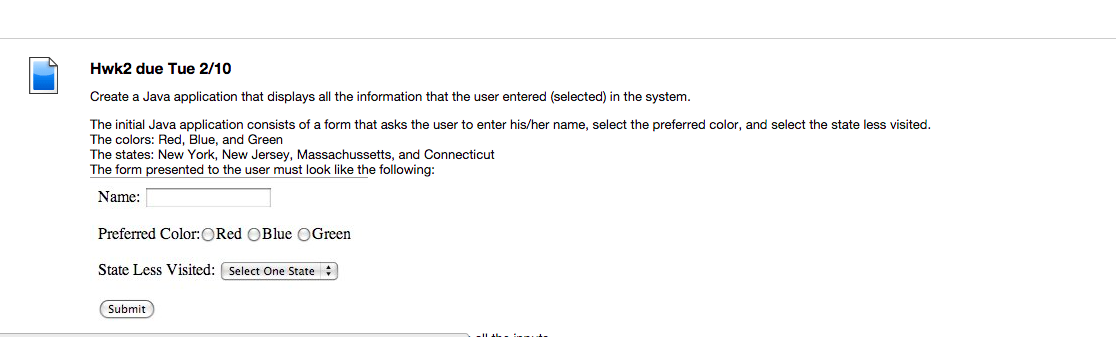 Hwk2 due Tue 2/10
Create a Java application that displays all the information that the user entered (selected) in the system.
The initial Java application consists of a form that asks the user to enter his/her name, select the preferred color, and select the state less visited.
The colors: Red, Blue, and Green
The states: New York, New Jersey, Massachussetts, and Connecticut
The form presented to the user must look like the following:
Name:
Preferred Color: Red Blue Green
State Less Visited: Select One State
Submit
all the inputs